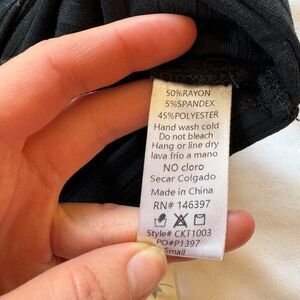 50%RAYON
5%SPANDEX
45%POLYESTER
Hand wash cold
Do not bleach
Hang or line dry
lava frio a mano
NO cloro
Secar Colgado
Made in China
RN# 146397
Style# CKT1003
PO#P1397
Small